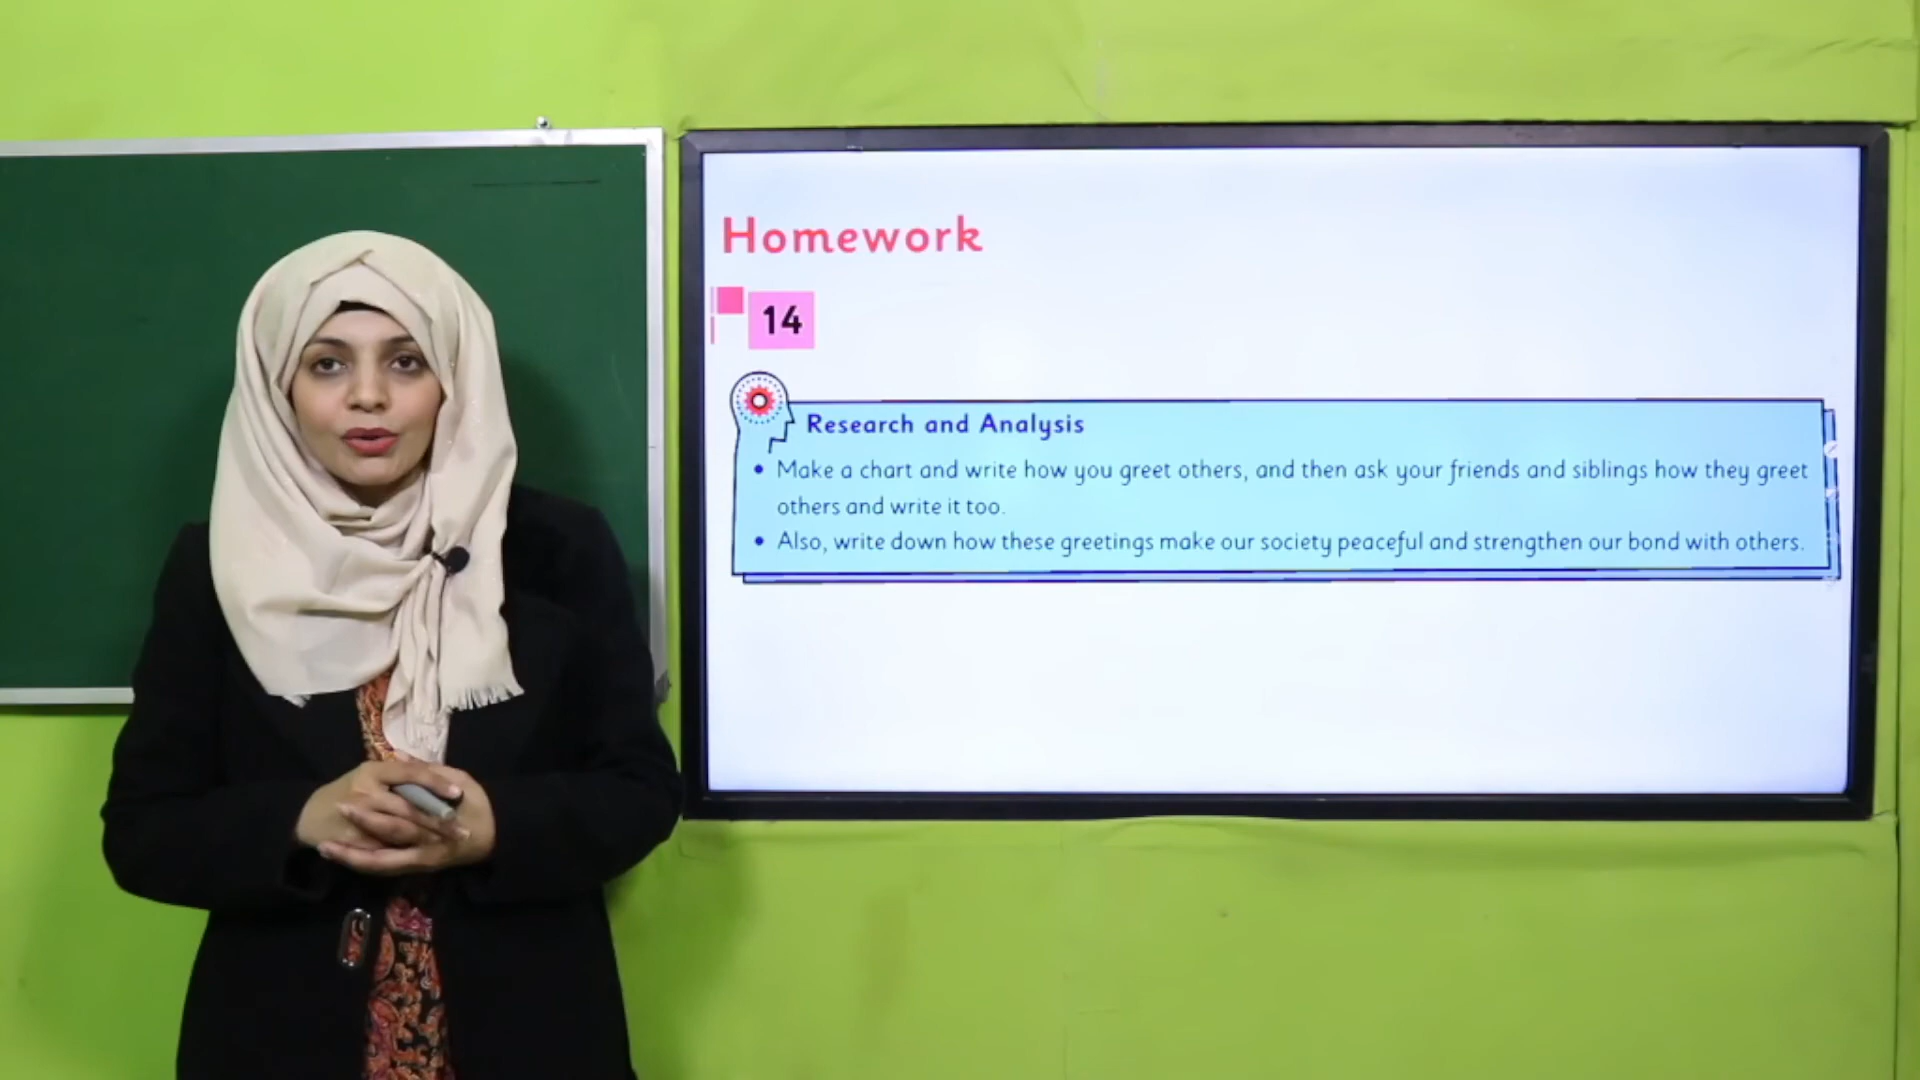 Homework
14
Research and Analysis
• Make a chart and write how you greet others, and then ask your friends and siblings how they greet
others and write it too.
• Also, write down how these greetings make our society peaceful and strengthen our bond with others.